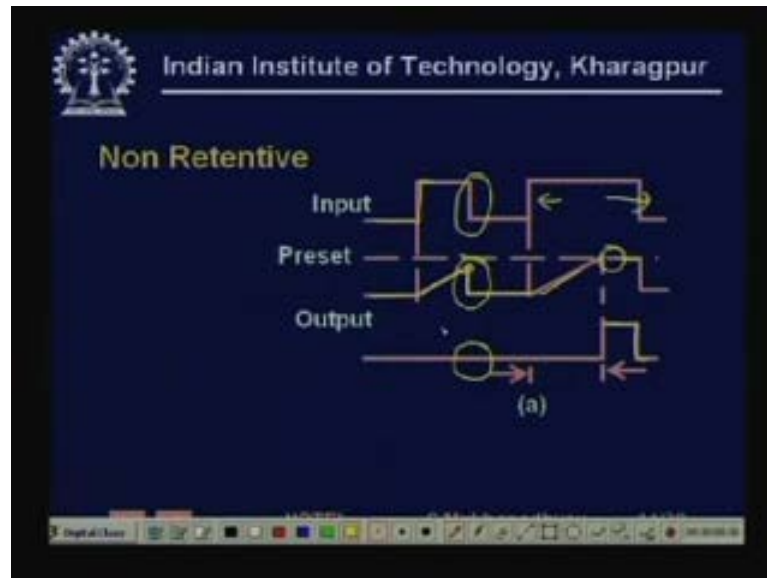 Indian Institute of Technology, Kharagpur
Non Retentive
Input
Preset
Output
(a)